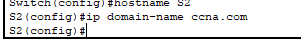 Switch(config)#hostname S2
S2(config)#ip domain-name ccna.com
S2(config)#